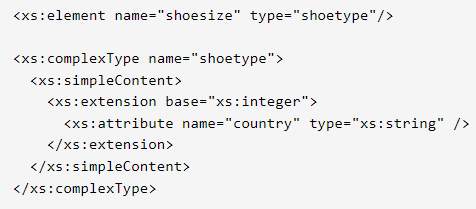 <xs:element name="shoesize" type="shoetype"/>
<xs:complexType name="shoetype">
  <xs:simpleContent>
    <xs:extension base="xs:integer">
      <xs:attribute name="country" type="xs:string" />
    </xs:extension>
  </xs:simpleContent>
</xs:complexType>